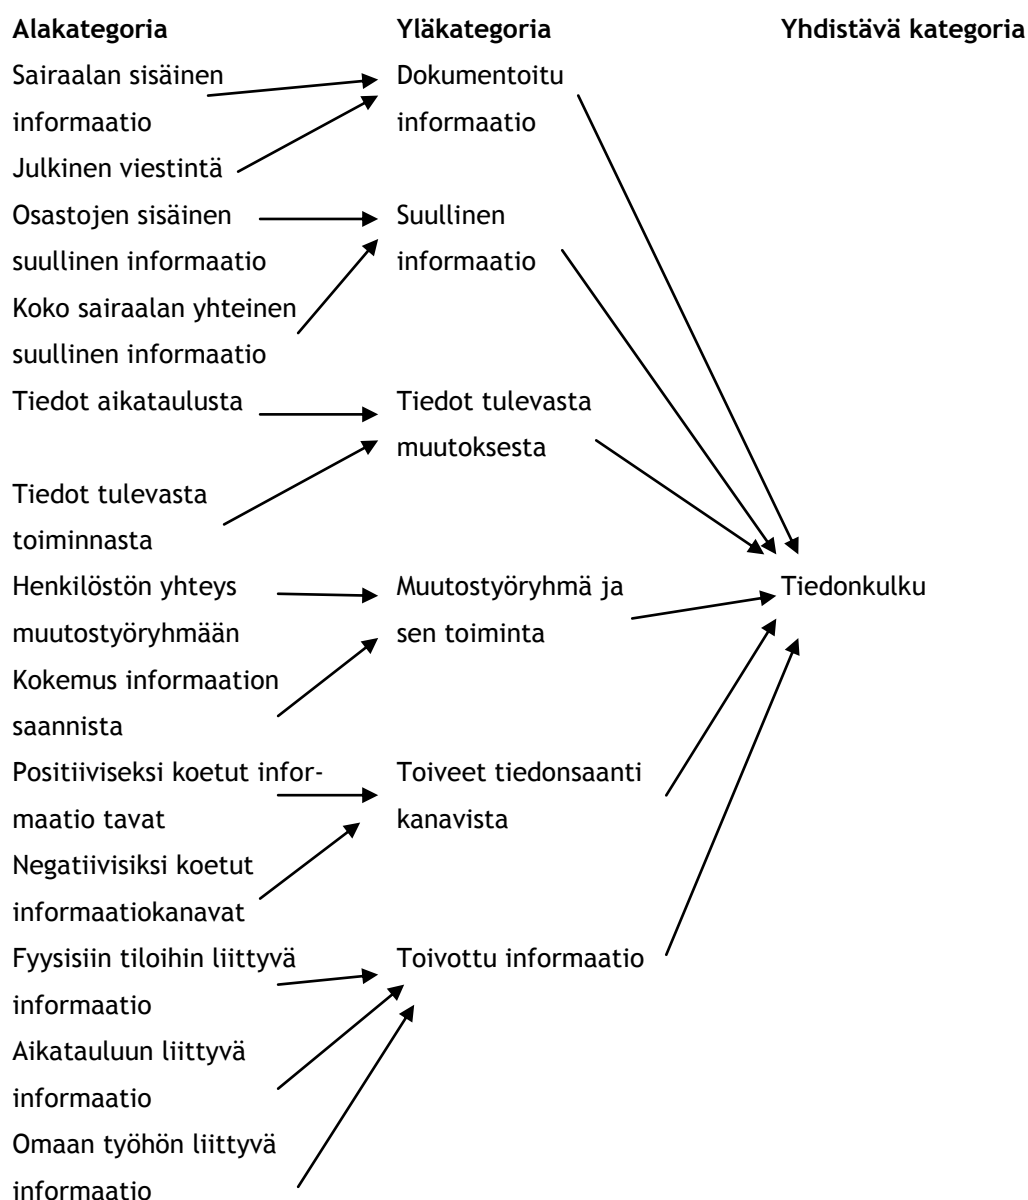 Alakategoria Yläkategoria Yhdistävä kategoria
Sairaalan sisäinen Dokumentoitu
informaatio informaatio
Julkinen viestintä
Osastojen sisäinen Suullinen
suullinen informaatio informaatio
Koko sairaalan yhteinen
suullinen informaatio
Tiedot aikataulusta Tiedot tulevasta
muutoksesta
Tiedot tulevasta
toiminnasta
Henkilöstön yhteys Muutostyöryhmä ja Tiedonkulku
muutostyöryhmään sen toiminta
Kokemus informaation
saannista
Positiiviseksi koetut infor- Toiveet tiedonsaanti
maatio tavat kanavista
Negatiivisiksi koetut
informaatiokanavat
Fyysisiin tiloihin liittyvä Toivottu informaatio
informaatio
Aikatauluun liittyvä
informaatio
Omaan työhön liittyvä
informaatio